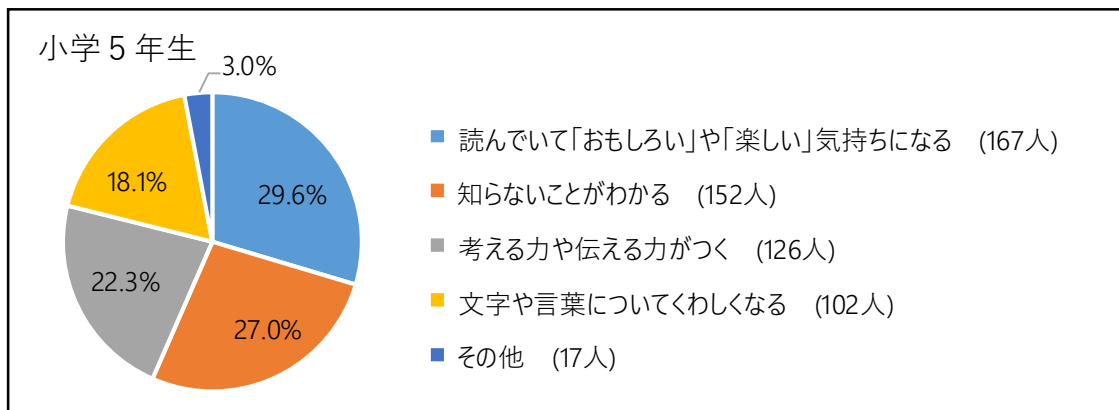 小学5年生
3.0%
29.6%
27.0%
22.3%
18.1%
読んでいて「おもしろい」や「楽しい」気持ちになる (167人)
知らないことがわかる (152人)
考える力や伝える力がつく (126人)
文字や言葉についてくわしくなる (102人)
その他 (17人)